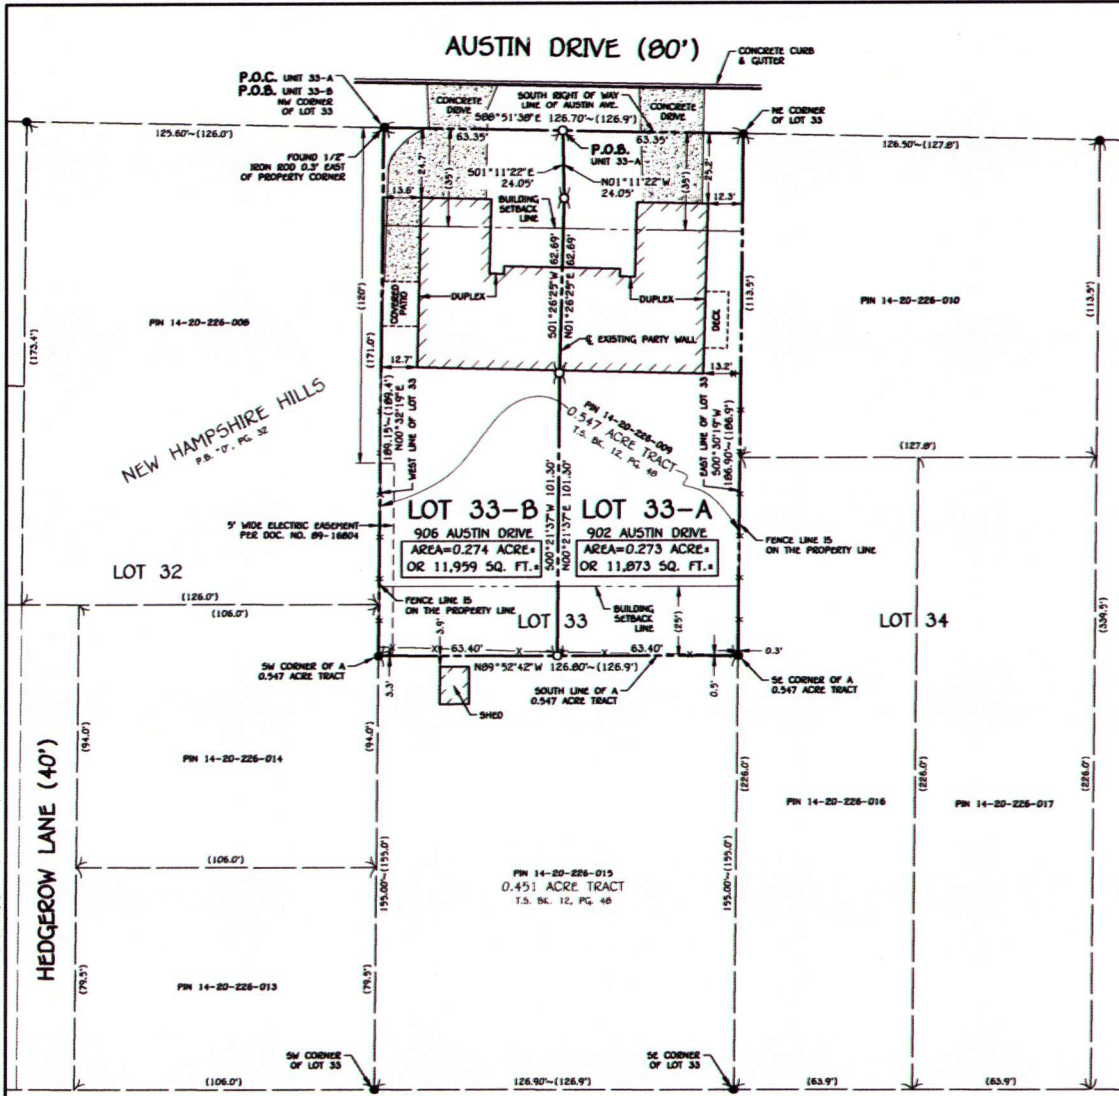 AUSTIN DRIVE (80')
CONCRETE CURB
& GUTTER
P.O.C. UNIT 33-A
P.O.B. UNIT 33-B
NW CORNER
OF LOT 33
CONCRETE
DRIVE
SOUTH RIGHT OF WAY
LINE OF AUSTIN AVE.
CONCRETE
DRIVE
NE CORNER
OF LOT 33
S88°51'38"E 126.70'~(126.9')
125.60'~(126.0')
63.35'
63.35'
126.50'~(127.8')
P.O.B.
UNIT 33-A
FOUND 1/2"
IRON ROD 0.3' EAST
OF PROPERTY CORNER
24.7'
(35')
S01°11'22"E
24.05'
N01°11'22"W
24.05'
(35')
25.2'
13.6'
12.3'
BUILDING
SETBACK
LINE
S01°26'25"W 62.69'
N01°26'25"E 62.69'
(120')
(113.5')
(113.5')
COVERED
PATIO
DUPLEX
DUPLEX
DECK
PIN 14-20-226-008
PIN 14-20-226-010
(173.4')
(171.0')
℄ EXISTING PARTY WALL
12.7'
13.2'
NEW HAMPSHIRE HILLS
P.B. "O", PG. 32
189.15'~(189.4')
N00°32'19"E
WEST LINE OF LOT 33
PIN 14-20-226-009
0.547 ACRE TRACT
T.S. BK. 12, PG. 48
EAST LINE OF LOT 33
S00°30'19"W
186.90'~(186.9')
(127.8')
S00°21'37"W 101.30'
N00°21'37"E 101.30'
LOT 33-B
906 AUSTIN DRIVE
AREA=0.274 ACRE±
OR 11,959 SQ. FT.±
LOT 33-A
902 AUSTIN DRIVE
AREA=0.273 ACRE±
OR 11,873 SQ. FT.±
5' WIDE ELECTRIC EASEMENT
PER DOC. NO. 89-16804
FENCE LINE IS
ON THE PROPERTY LINE
LOT 32
(126.0')
(106.0')
FENCE LINE IS
ON THE PROPERTY LINE
3.9'
LOT 33
BUILDING
SETBACK
LINE
(25')
LOT 34
(339.5')
63.40'
63.40'
0.3'
SW CORNER OF A
0.547 ACRE TRACT
N89°52'42"W 126.80'~(126.9')
SE CORNER OF A
0.547 ACRE TRACT
3.3'
SHED
SOUTH LINE OF A
0.547 ACRE TRACT
0.5'
HEDGEROW LANE (40')
(94.0')
(94.0')
PIN 14-20-226-014
(226.0')
(226.0')
(226.0')
PIN 14-20-226-016
PIN 14-20-226-017
(106.0')
155.00'~(155.0')
155.00'~(155.0')
PIN 14-20-226-015
0.451 ACRE TRACT
T.S. BK. 12, PG. 48
(79.5')
(79.5')
PIN 14-20-226-013
SW CORNER
OF LOT 33
SE CORNER
OF LOT 33
(106.0')
126.90'~(126.9')
(63.9')
(63.9')